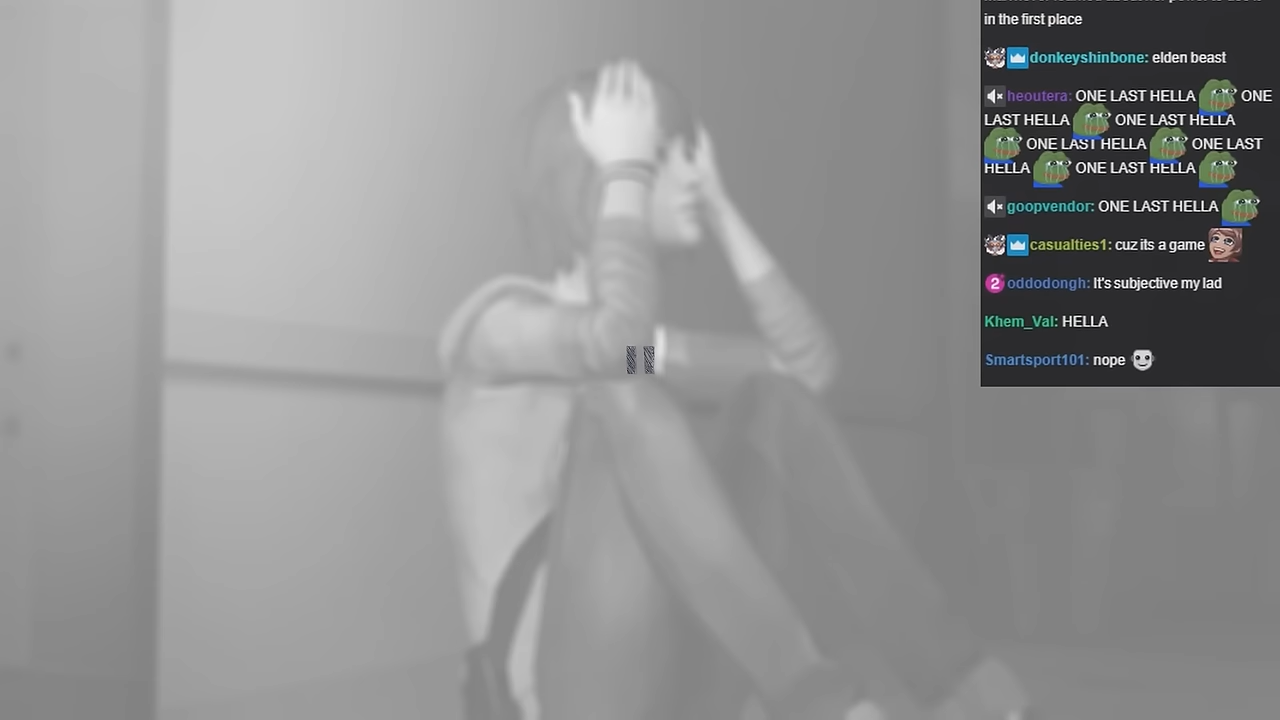 in the first place
donkeyshinbone: elden beast
heoutera: ONE LAST HELLA ONE
LAST HELLA ONE LAST HELLA
ONE LAST HELLA ONE LAST
HELLA ONE LAST HELLA
goopvendor: ONE LAST HELLA
casualties1: cuz its a game
2 oddodongh: It's subjective my lad
Khem_Val: HELLA
Smartsport101: nope